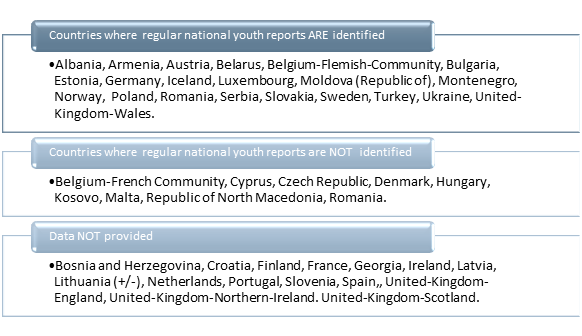 Countries where regular national youth reports ARE identified
•Albania, Armenia, Austria, Belarus, Belgium-Flemish-Community, Bulgaria,
Estonia, Germany, Iceland, Luxembourg, Moldova (Republic of), Montenegro,
Norway, Poland, Romania, Serbia, Slovakia, Sweden, Turkey, Ukraine, United-
Kingdom-Wales.
Countries where regular national youth reports are NOT identified
•Belgium-French Community, Cyprus, Czech Republic, Denmark, Hungary,
Kosovo, Malta, Republic of North Macedonia, Romania.
Data NOT provided
•Bosnia and Herzegovina, Croatia, Finland, France, Georgia, Ireland, Latvia,
Lithuania (+/-), Netherlands, Portugal, Slovenia, Spain,, United-Kingdom-
England, United-Kingdom-Northern-Ireland. United-Kingdom-Scotland.